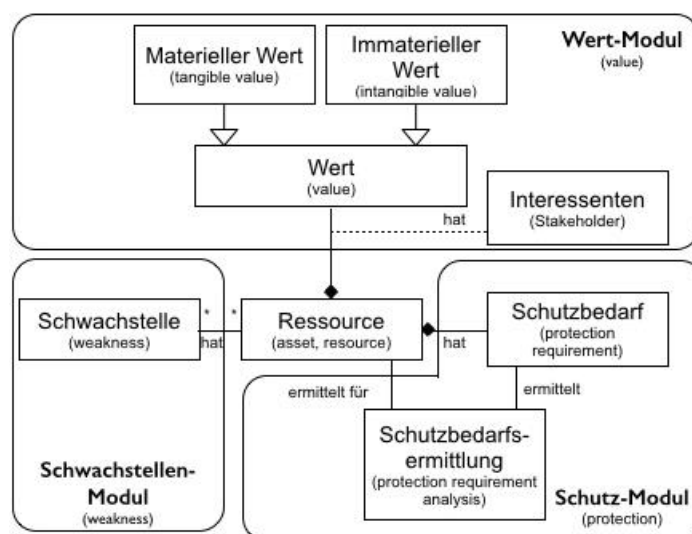 Materieller Wert
(tangible value)
Immaterieller
Wert
(intangible value)
Wert-Modul
(value)
Wert
(value)
hat
Interessenten
(Stakeholder)
Schwachstelle
(weakness)
*
*
hat
Ressource
(asset, resource)
hat
Schutzbedarf
(protection
requirement)
ermittelt für
ermittelt
Schutzbedarfs-
ermittlung
(protection requirement
analysis)
Schwachstellen-
Modul
(weakness)
Schutz-Modul
(protection)